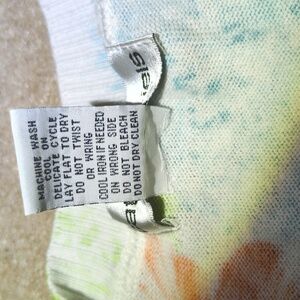 MACHINE WASH
COOL ON
DELICATE CYCLE
LAY FLAT TO DRY
DO NOT TWIST
OR WRING
COOL IRON IF NEEDED
ON WRONG SIDE
DO NOT BLEACH
DO NOT DRY CLEAN